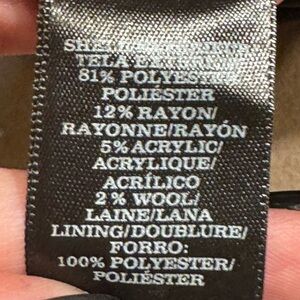 TELA
81% POLYESTER/
POLIÉSTER
12% RAYON/
RAYONNE/RAYÓN
5% ACRYLIC/
ACRYLIQUE/
ACRÍLICO
2% WOOL/
LAINE/LANA
LINING/DOUBLURE/
FORRO:
100% POLYESTER/
POLIÉSTER